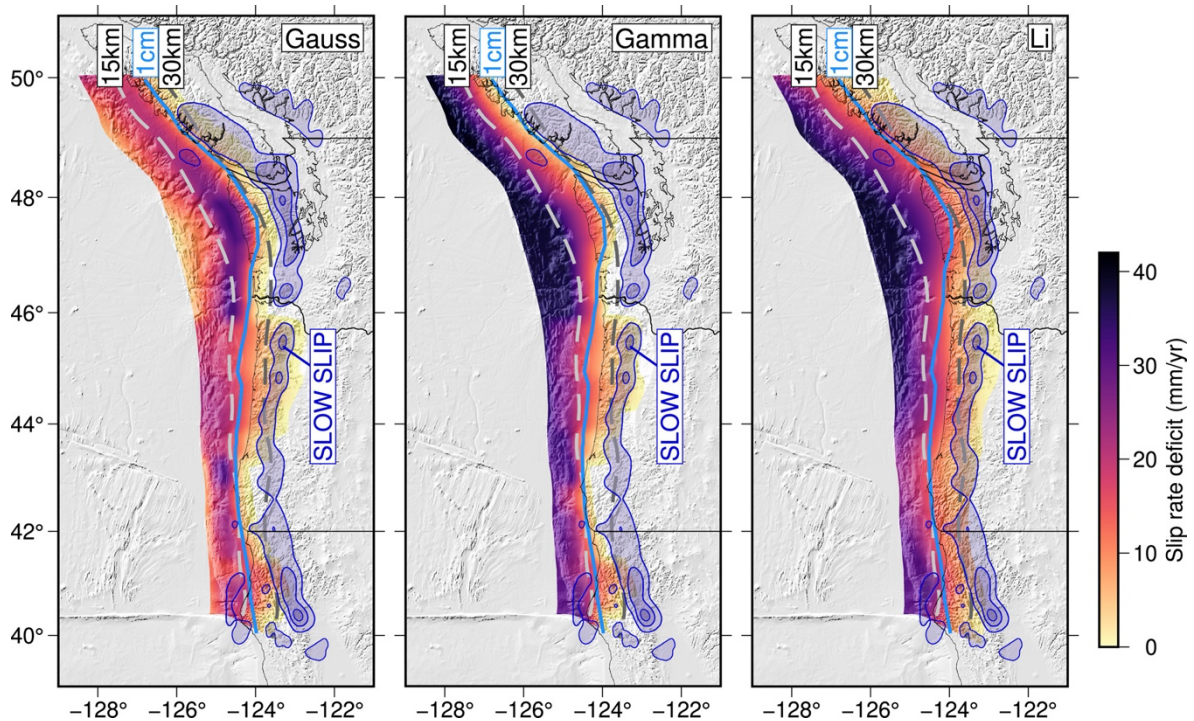 15km
1cm
30km
Gauss
15km
1cm
30km
Gamma
15km
1cm
30km
Li
50°
48°
46°
44°
42°
40°
SLOW SLIP
SLOW SLIP
SLOW SLIP
−128° −126° −124° −122°
−128° −126° −124° −122°
−128° −126° −124° −122°
40
30
20
10
0
Slip rate deficit (mm/yr)